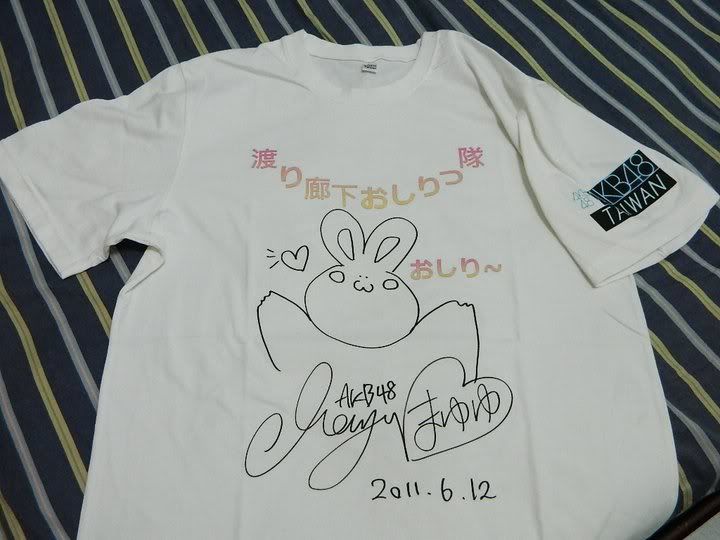 渡り廊下おしりつ隊
おしり~
AKB48
Mayu
まゆゆ
2011.6.12
AKB48
TAIWAN